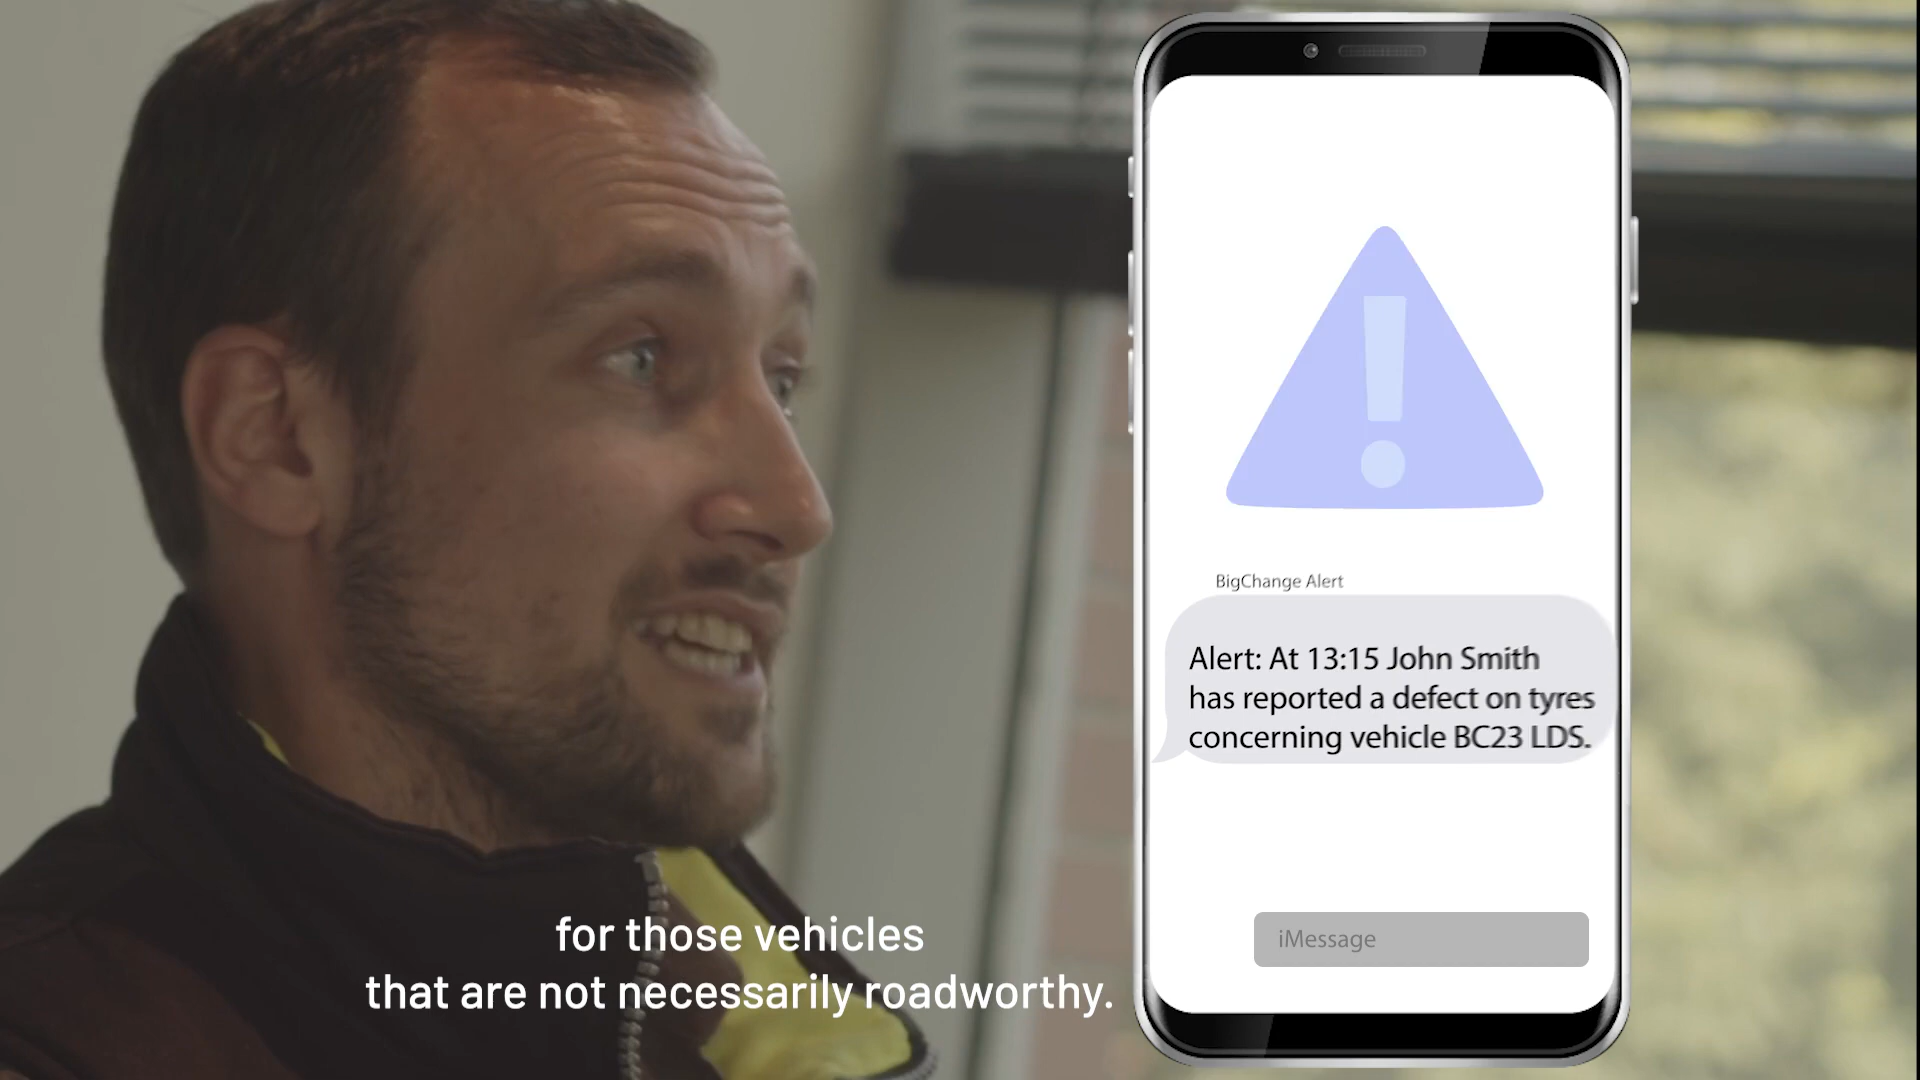 BigChange Alert
Alert: At 13:15 John Smith
has reported a defect on tyres
concerning vehicle BC23 LDS.
iMessage
for those vehicles
that are not necessarily roadworthy.